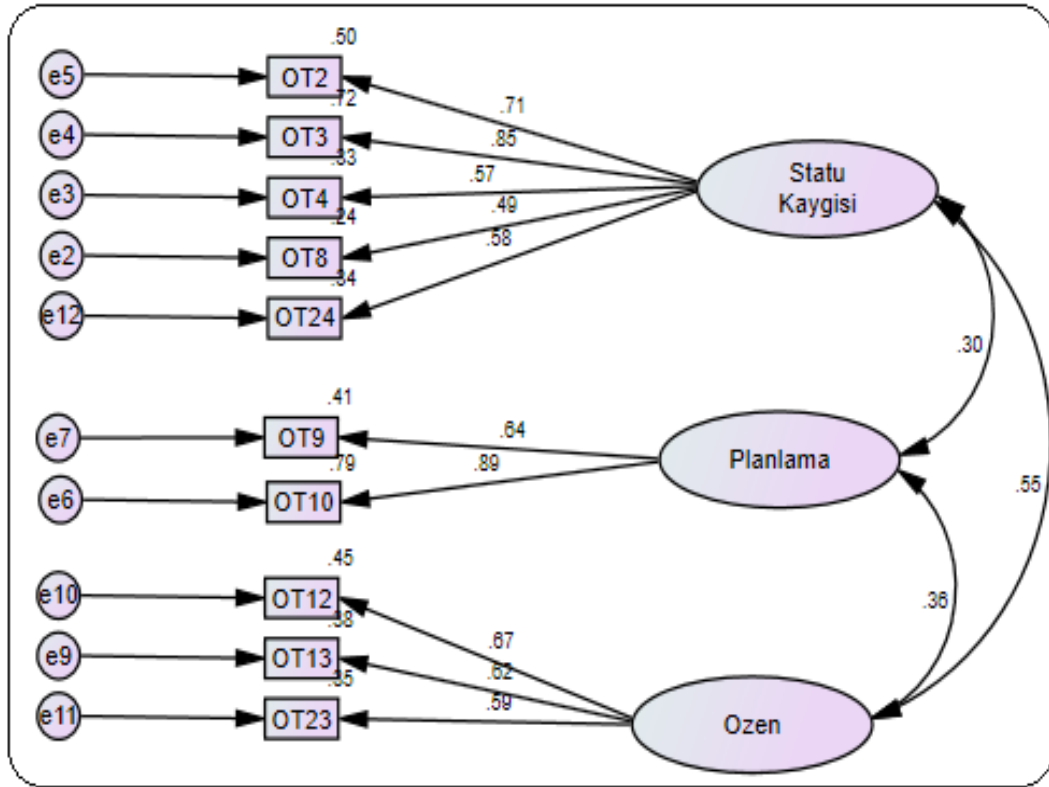 .50
e5
OT2
.71
.72
e4
OT3
.85
.33
e3
OT4
.57
.24
e2
OT8
.49
.34
e12
OT24
.58
Statu
Kaygisi
.30
.41
e7
OT9
.64
.79
e6
OT10
.89
Planlama
.55
.45
e10
OT12
.67
.38
e9
OT13
.62
.35
e11
OT23
.59
.36
Ozen